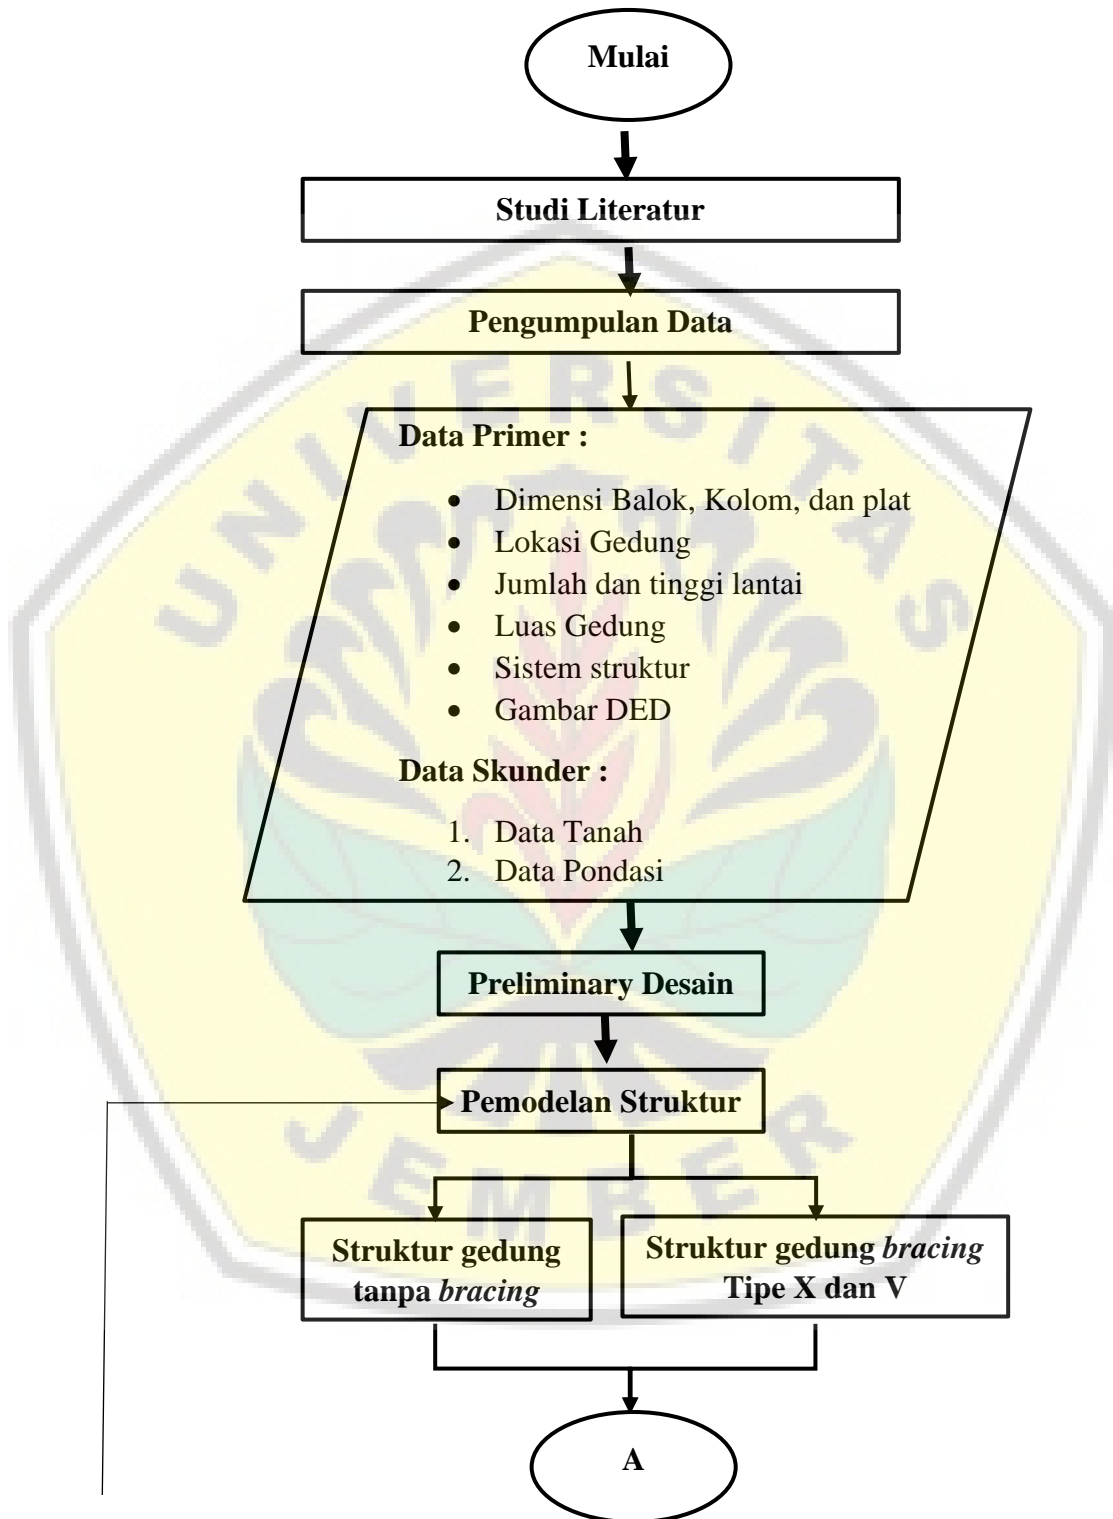 Mulai
Studi Literatur
Pengumpulan Data
Data Primer :
• Dimensi Balok, Kolom, dan plat
• Lokasi Gedung
• Jumlah dan tinggi lantai
• Luas Gedung
• Sistem struktur
• Gambar DED
Data Skunder :
1. Data Tanah
2. Data Pondasi
Preliminary Desain
Pemodelan Struktur
Struktur gedung
tanpa bracing
Struktur gedung bracing
Tipe X dan V
A
UNIVERSITAS
JEMBER